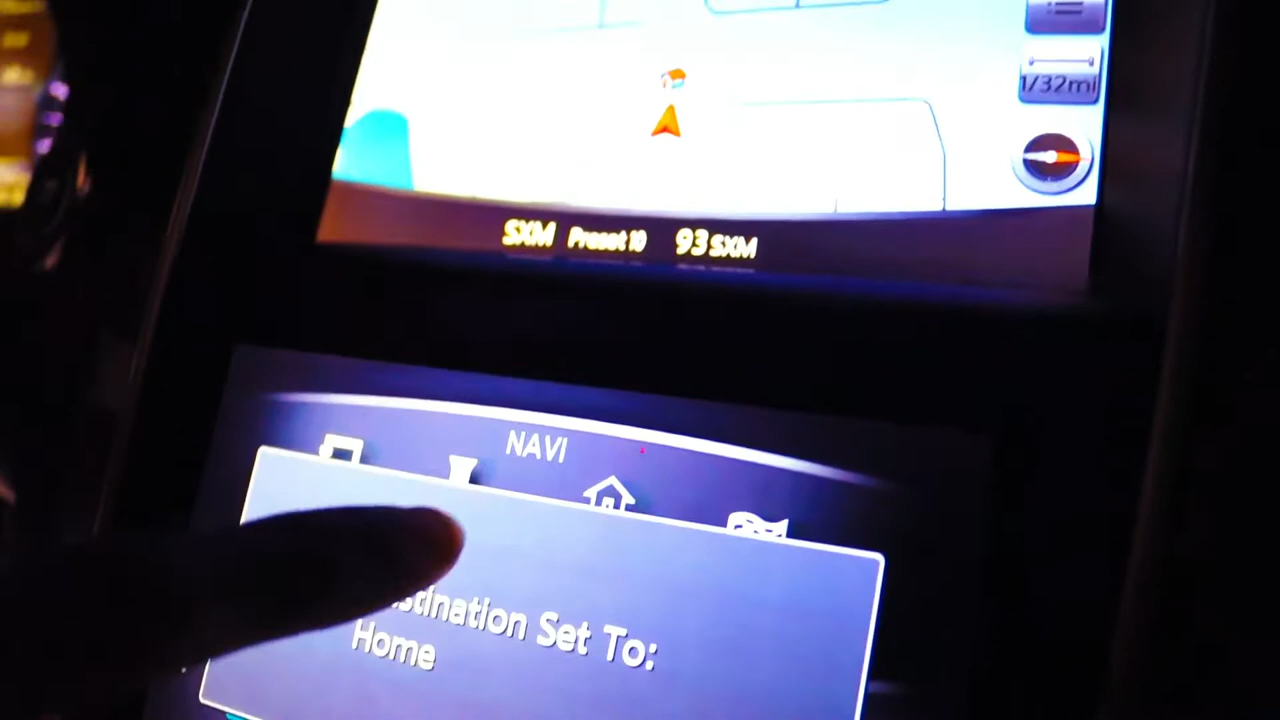 1/32mi
SXM Preset 10 93 SXM
NAVI
stination Set To:
Home